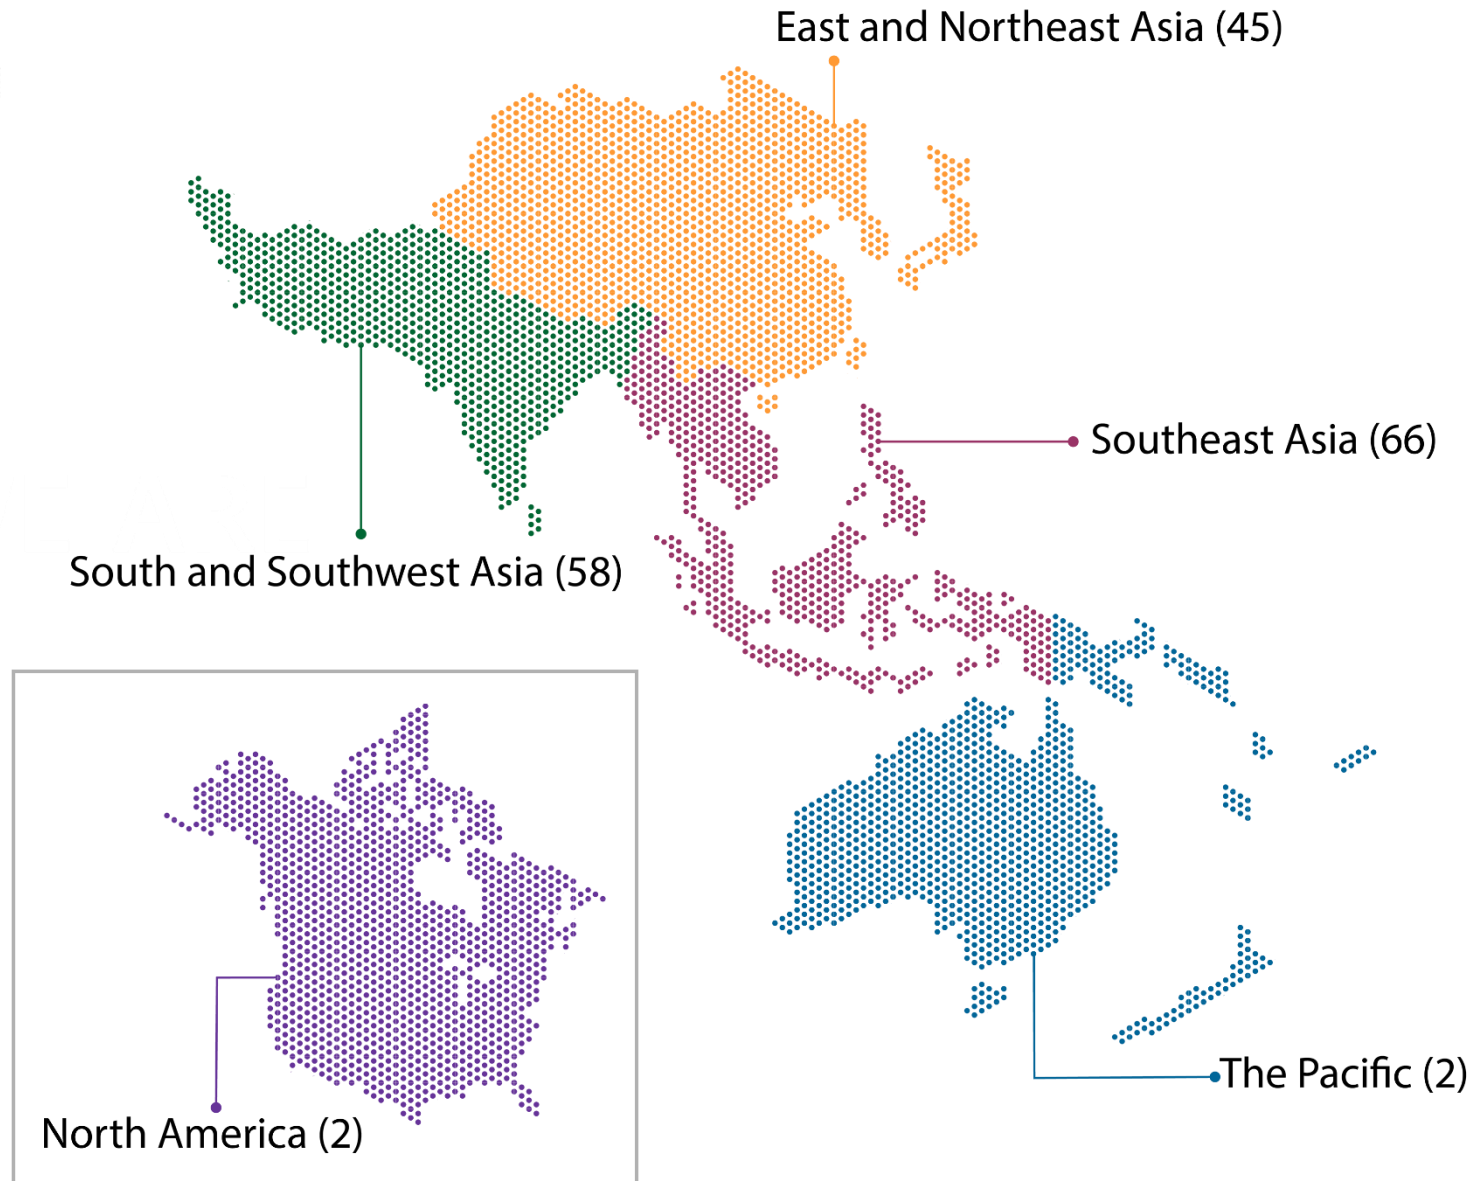 East and Northeast Asia (45)
Southeast Asia (66)
South and Southwest Asia (58)
The Pacific (2)
North America (2)